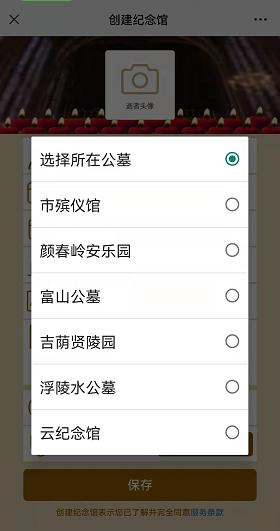 创建纪念馆
逝者头像
选择所在公墓
市殡仪馆
颜春岭安乐园
富山公墓
吉荫贤陵园
浮陵水公墓
云纪念馆
保存
创建纪念馆表示您已了解并完全同意服务条款